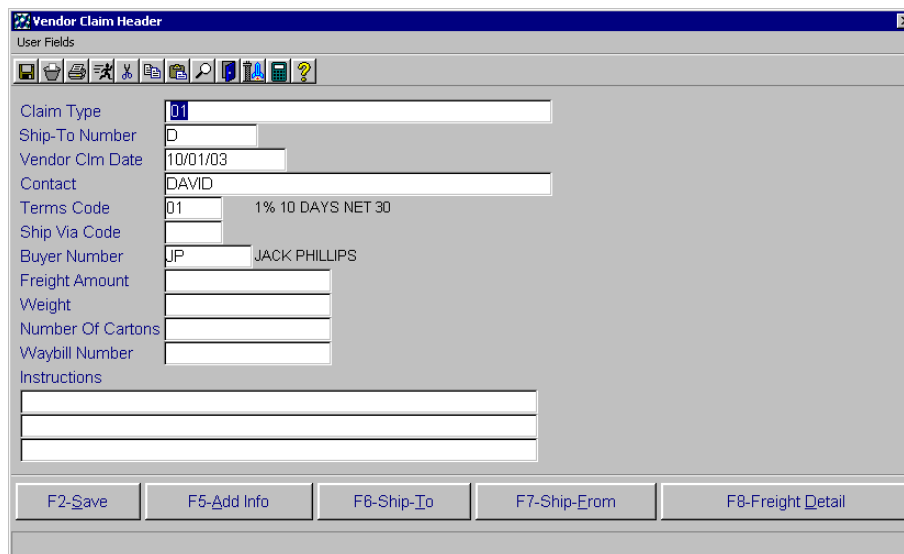 Vendor Claim Header
User Fields
Claim Type 01
Ship-To Number D
Vendor Clm Date 10/01/03
Contact DAVID
Terms Code 01 1% 10 DAYS NET 30
Ship Via Code
Buyer Number JP JACK PHILLIPS
Freight Amount
Weight
Number Of Cartons
Waybill Number
Instructions
F2-Save F5-Add Info F6-Ship-To F7-Ship-From F8-Freight Detail